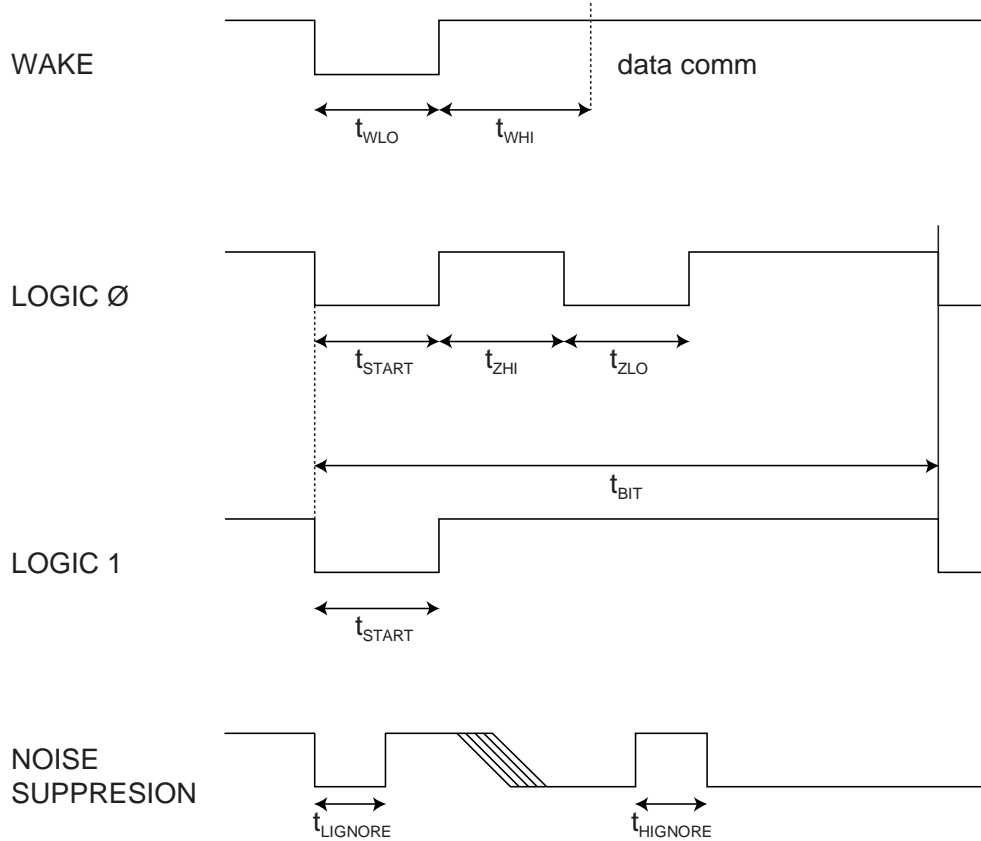 WAKE
data comm
tWLO
tWHI
LOGIC Ø
tSTART
tZHI
tZLO
tBIT
LOGIC 1
tSTART
NOISE
SUPPRESION
tLIGNORE
tHIGNORE